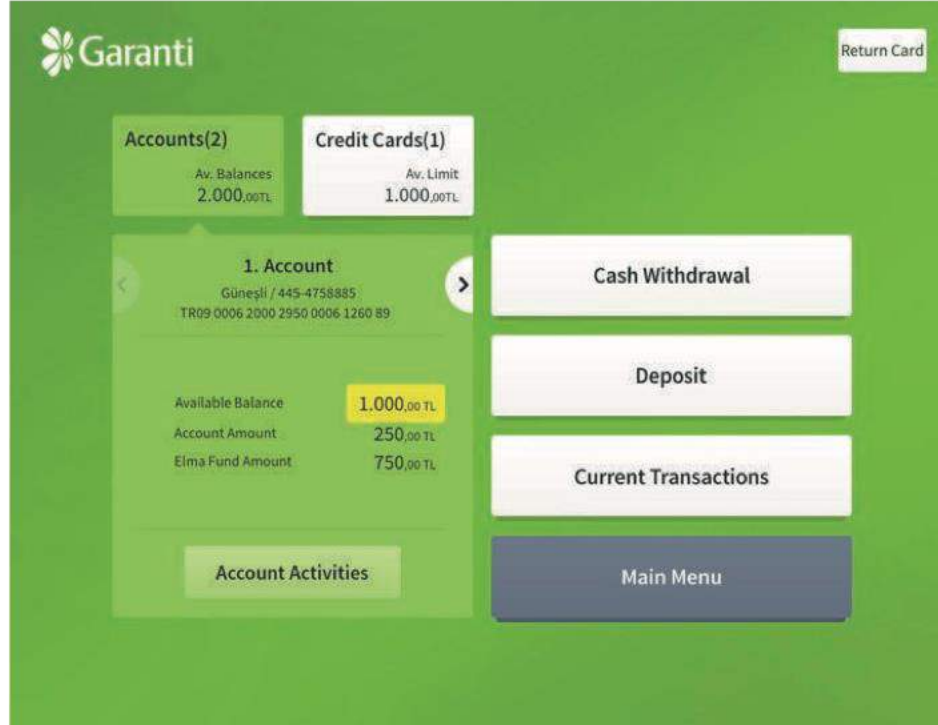 Garanti
Return Card
Accounts(2)
Av. Balances
2.000,00TL
Credit Cards(1)
Av. Limit
1.000,00TL
1. Account
Güneşli / 445-4758885
TR09 0006 2000 2950 0006 1260 89
Available Balance 1.000,00 TL
Account Amount 250,00 TL
Elma Fund Amount 750,00 TL
Account Activities
Cash Withdrawal
Deposit
Current Transactions
Main Menu